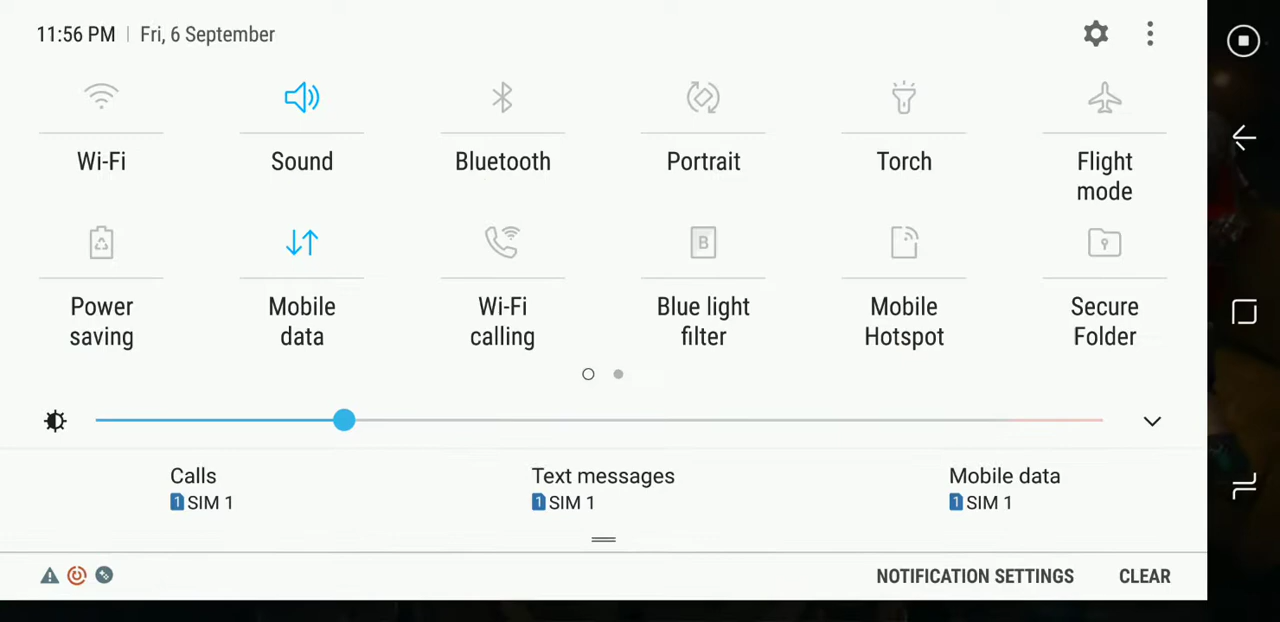 11:56 PM | Fri, 6 September
Wi-Fi Sound Bluetooth Portrait Torch Flight
mode
B
Power Mobile Wi-Fi Blue light Mobile Secure
saving data calling filter Hotspot Folder
Calls Text messages Mobile data
1 SIM 1 1 SIM 1 1 SIM 1
NOTIFICATION SETTINGS CLEAR